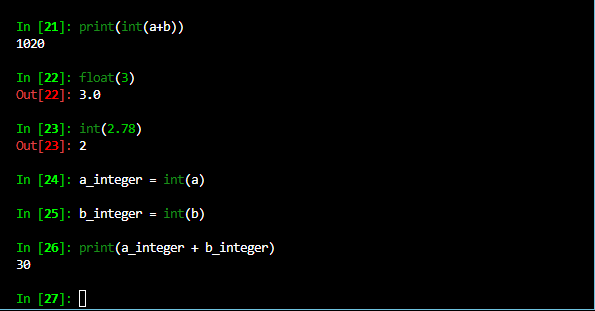 In [21]: print(int(a+b))
1020
In [22]: float(3)
Out[22]: 3.0
In [23]: int(2.78)
Out[23]: 2
In [24]: a_integer = int(a)
In [25]: b_integer = int(b)
In [26]: print(a_integer + b_integer)
30
In [27]: